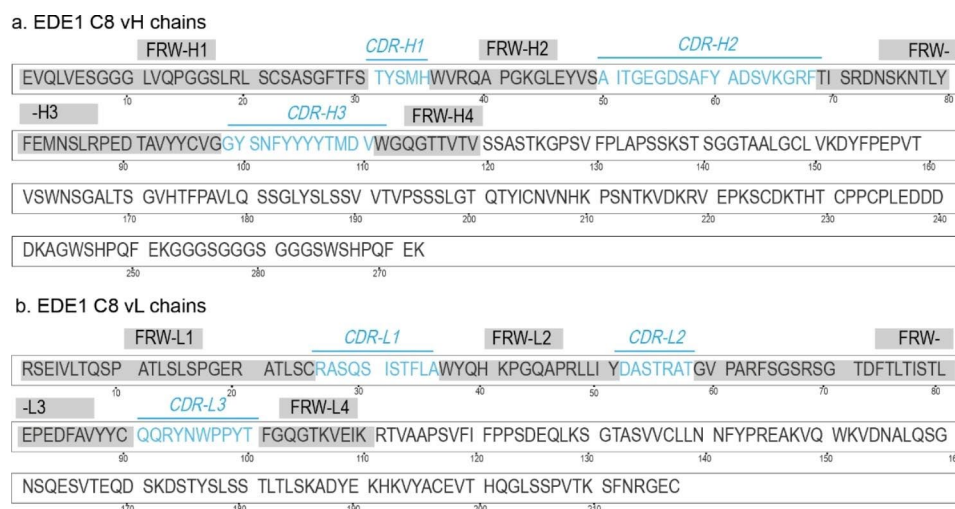 a. EDE1 C8 vH chains
FRW-H1 CDR-H1 FRW-H2 CDR-H2 FRW-
EVQLVESGGG LVQPGGSLRL SCSASGFTFS TYSMHWVRQA PGKGLEYVSA ITGEGDSAFY ADSVKGRFTI SRDNSKNTLY
10 20 30 40 50 60 70 80
-H3 CDR-H3 FRW-H4
FEMNSLRPED TAVYYCVGGY SNFYYYYTMD VWGQGTTVTV SSASTKGPSV FPLAPSSKST SGGTAALGCL VKDYFPEPVT
90 100 110 120 130 140 150 160
VSWNSGALTS GVHTFPAVLQ SSGLYSLSSV VTVPSSSLGT QTYICNVNHK PSNTKVDKRV EPKSCDKTHT CPPCPLEDDD
170 180 190 200 210 220 230 240
DKAGWSHPQF EKGGGSGGGS GGGSWSHPQF EK
250 260 270
b. EDE1 C8 vL chains
FRW-L1 CDR-L1 FRW-L2 CDR-L2 FRW-
RSEIVLTQSP ATLSLSPGER ATLSCRASQS ISTFLAWYQH KPGQAPRLLI YDASTRATGV PARFSGSRSG TDFTLTISTL
10 20 30 40 50 60 70 80
-L3 CDR-L3 FRW-L4
EPEDFAVYYC QQRYNWPPYT FGQGTKVEIK RTVAAPSVFI FPPSDEQLKS GTASVVCLLN NFYPREAKVQ WKVDNALQSG
90 100 110 120 130 140 150 160
NSQESVTEQD SKDSTYSLSS TLTLSKADYE KHKVYACEVT HQGLSSPVTK SFNRGEC
170 180 190 200 210